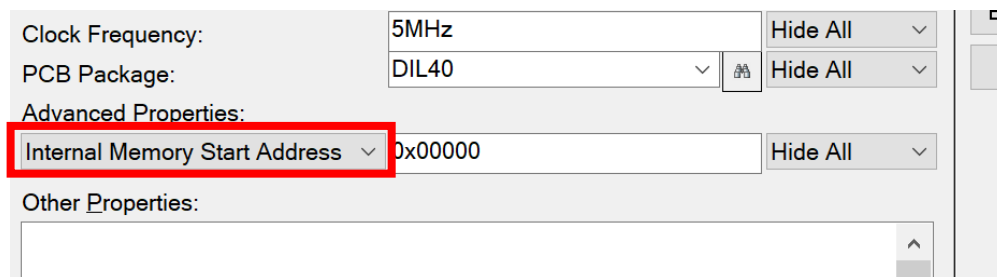 Clock Frequency: 5MHz Hide All
PCB Package: DIL40 Hide All
Advanced Properties:
Internal Memory Start Address 0x00000 Hide All
Other Properties: